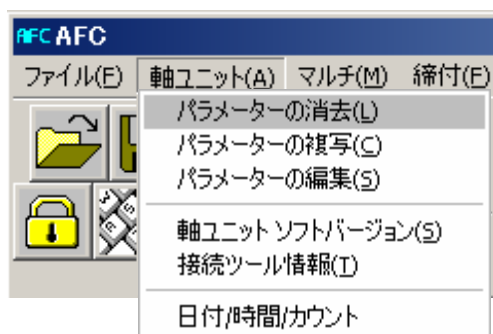 AFC AFC
ファイル(F) 軸ユニット(A) マルチ(M) 締付(E)
パラメーターの消去(L)
パラメーターの複写(C)
パラメーターの編集(S)
軸ユニット ソフトバージョン(S)
接続ツール情報(T)
日付/時間/カウント